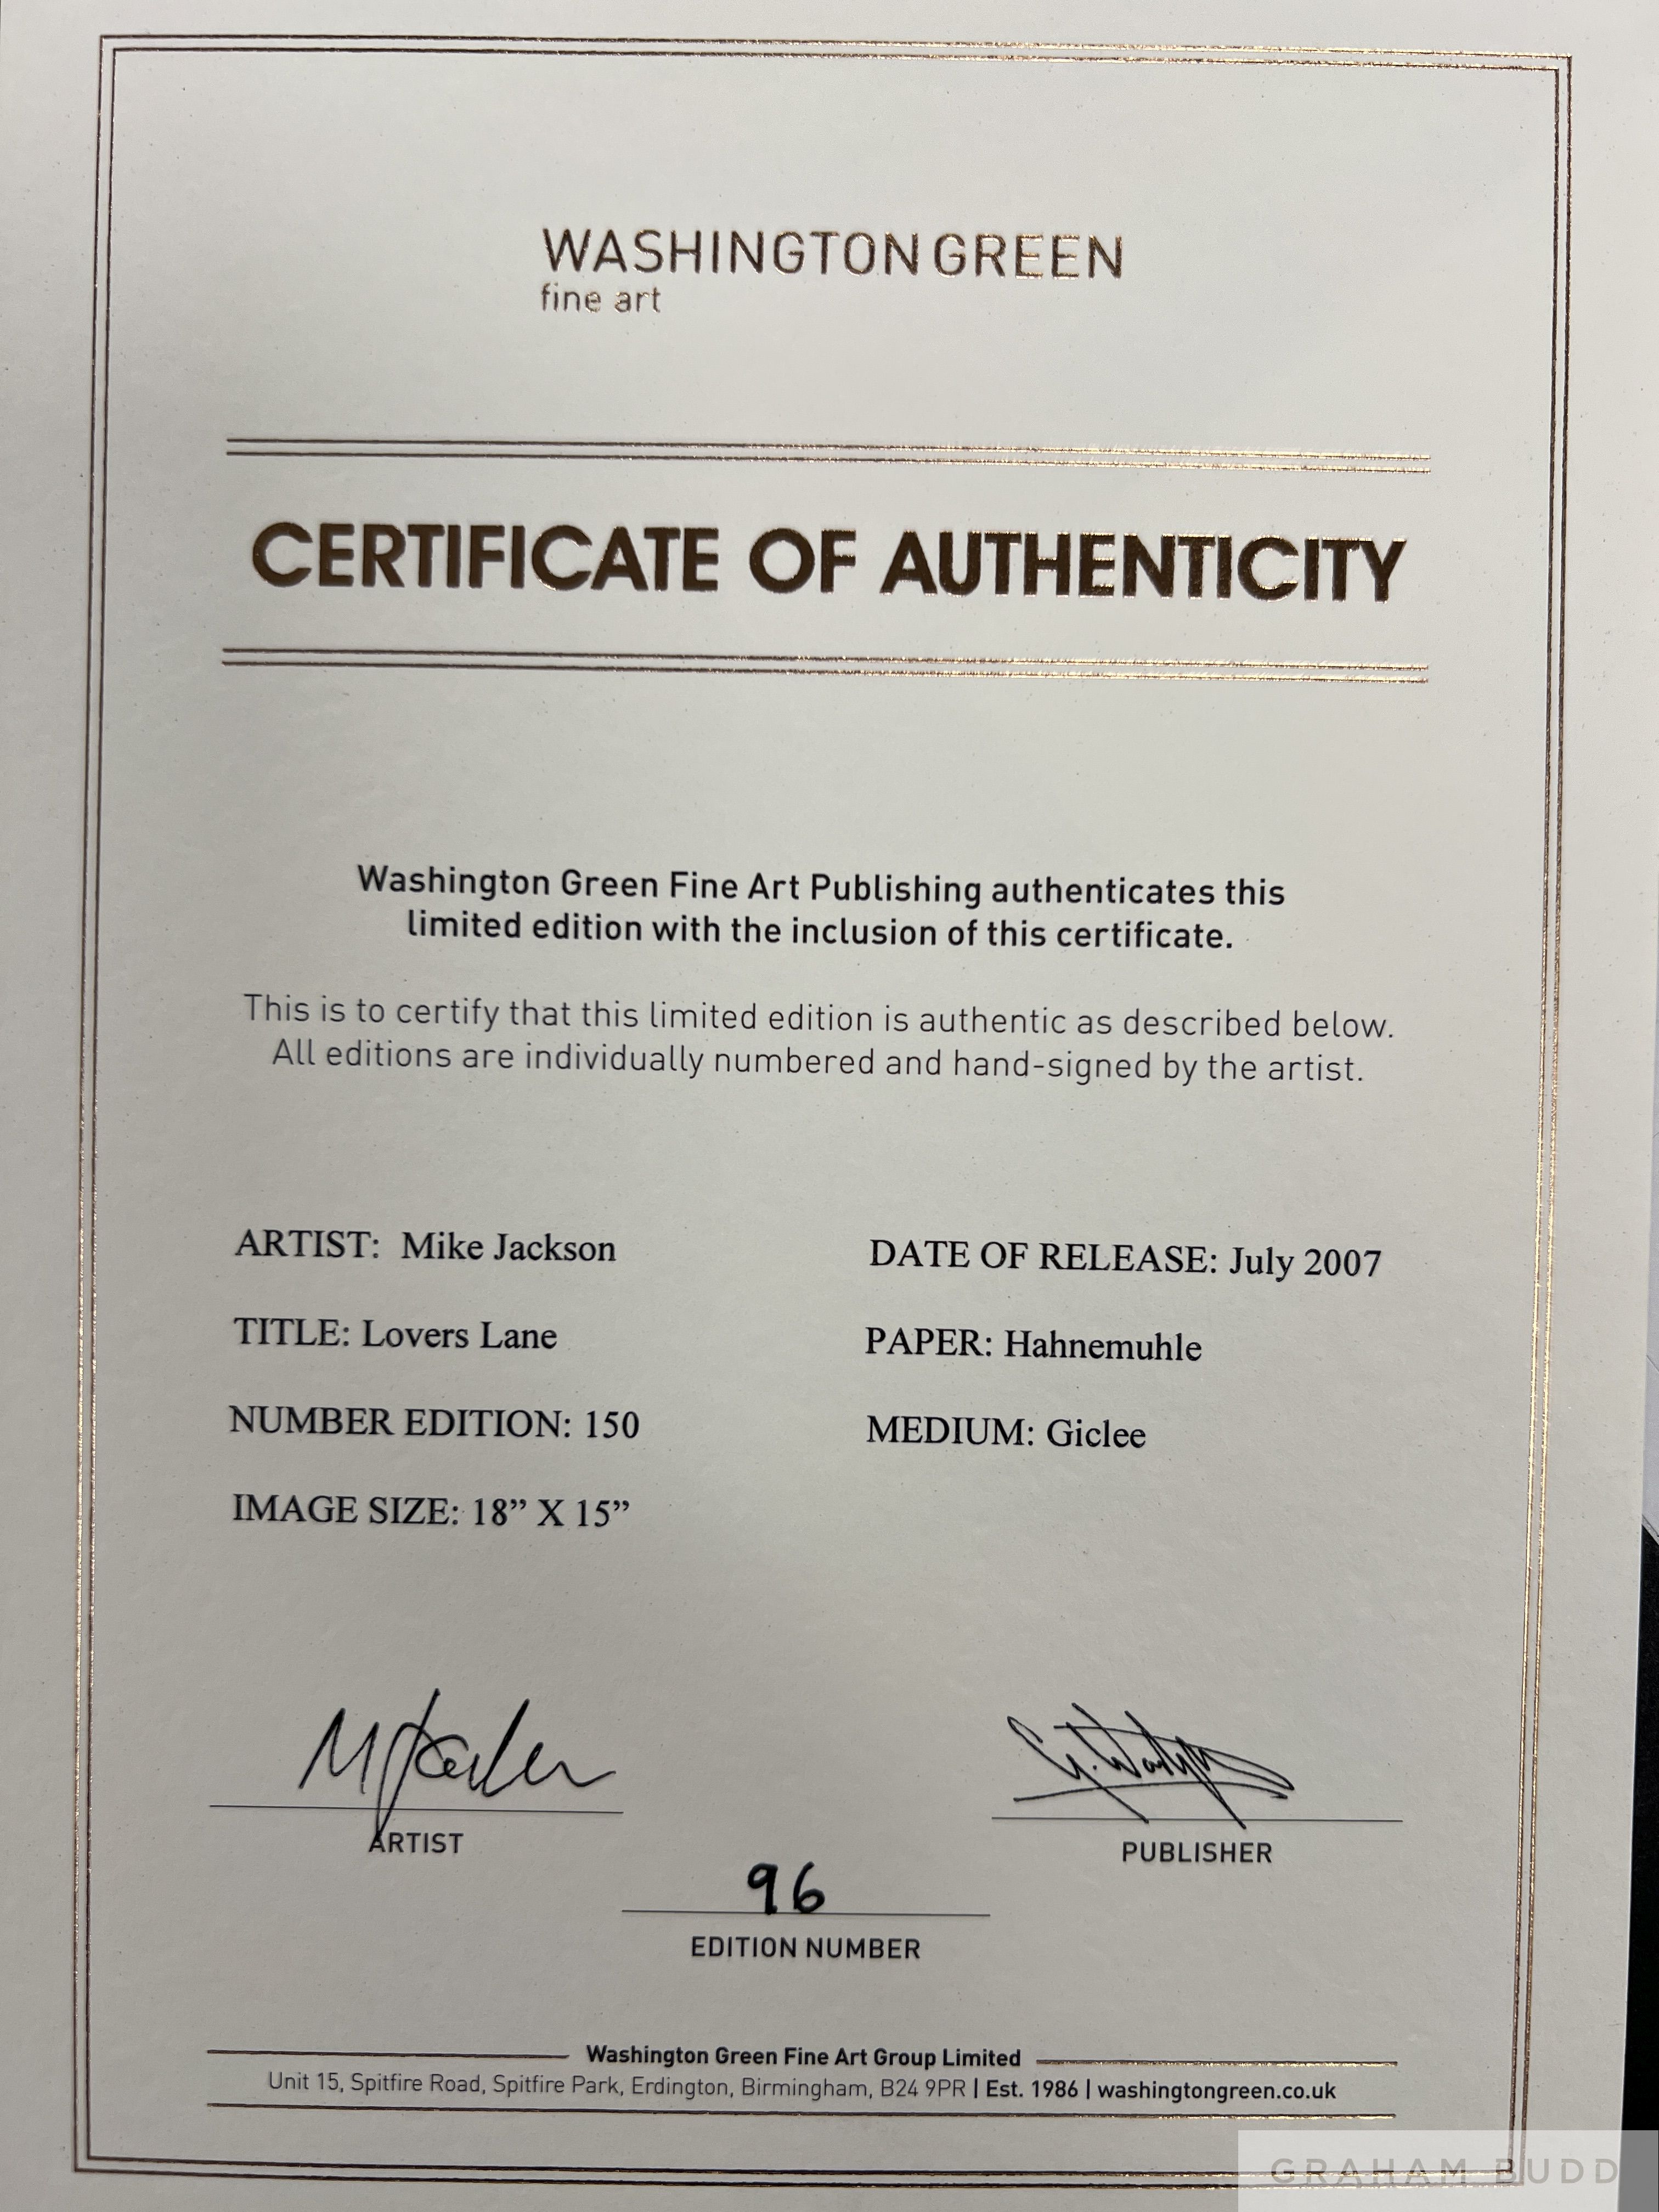 WASHINGTON GREEN
fine art
CERTIFICATE OF AUTHENTICITY
Washington Green Fine Art Publishing authenticates this
limited edition with the inclusion of this certificate.
This is to certify that this limited edition is authentic as described below.
All editions are individually numbered and hand-signed by the artist.
ARTIST: Mike Jackson
DATE OF RELEASE: July 2007
TITLE: Lovers Lane
PAPER: Hahnemuhle
NUMBER EDITION: 150
MEDIUM: Giclee
IMAGE SIZE: 18” X 15”
ARTIST
PUBLISHER
96
EDITION NUMBER
Washington Green Fine Art Group Limited
Unit 15, Spitfire Road, Spitfire Park, Erdington, Birmingham, B24 9PR | Est. 1986 | washingtongreen.co.uk
GRAHAM BUDD